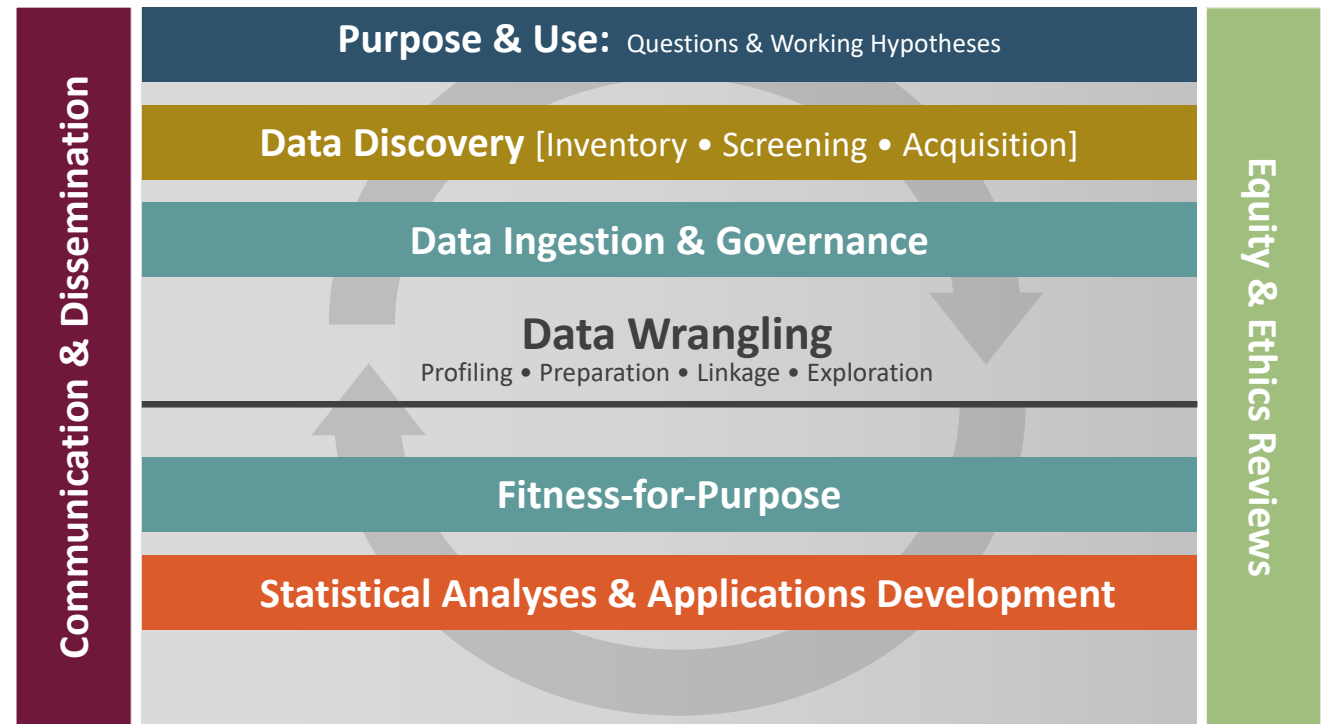 Communication & Dissemination
Purpose & Use: Questions & Working Hypotheses
Data Discovery [Inventory • Screening • Acquisition]
Data Ingestion & Governance
Data Wrangling
Profiling • Preparation • Linkage • Exploration
Fitness-for-Purpose
Statistical Analyses & Applications Development
Equity & Ethics Reviews